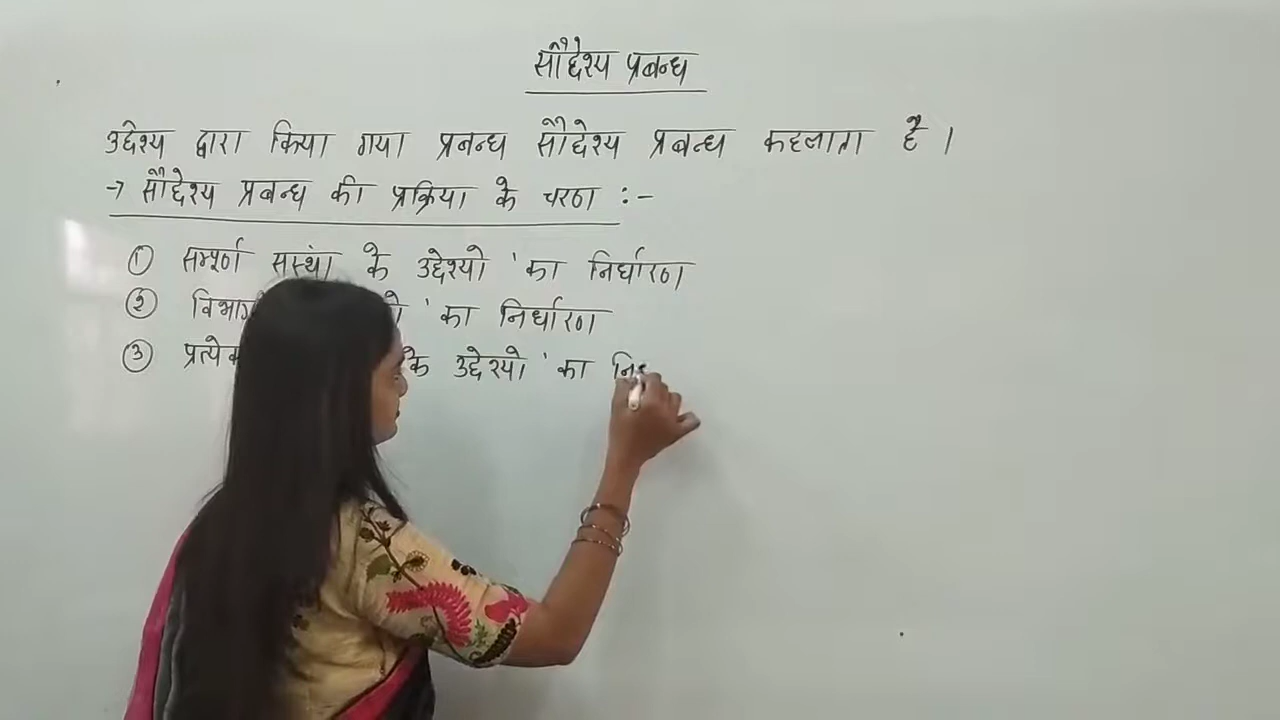 सौद्देश्य प्रबन्ध
उद्देश्य द्वारा किया गया प्रबन्ध सौद्देश्य प्रबन्ध कहलाता है ।
→ सौद्देश्य प्रबन्ध की प्रक्रिया के चरण :-
① सम्पूर्ण संस्था के उद्देश्यो का निर्धारण
② का निर्धारण
③ के उद्देश्यो का